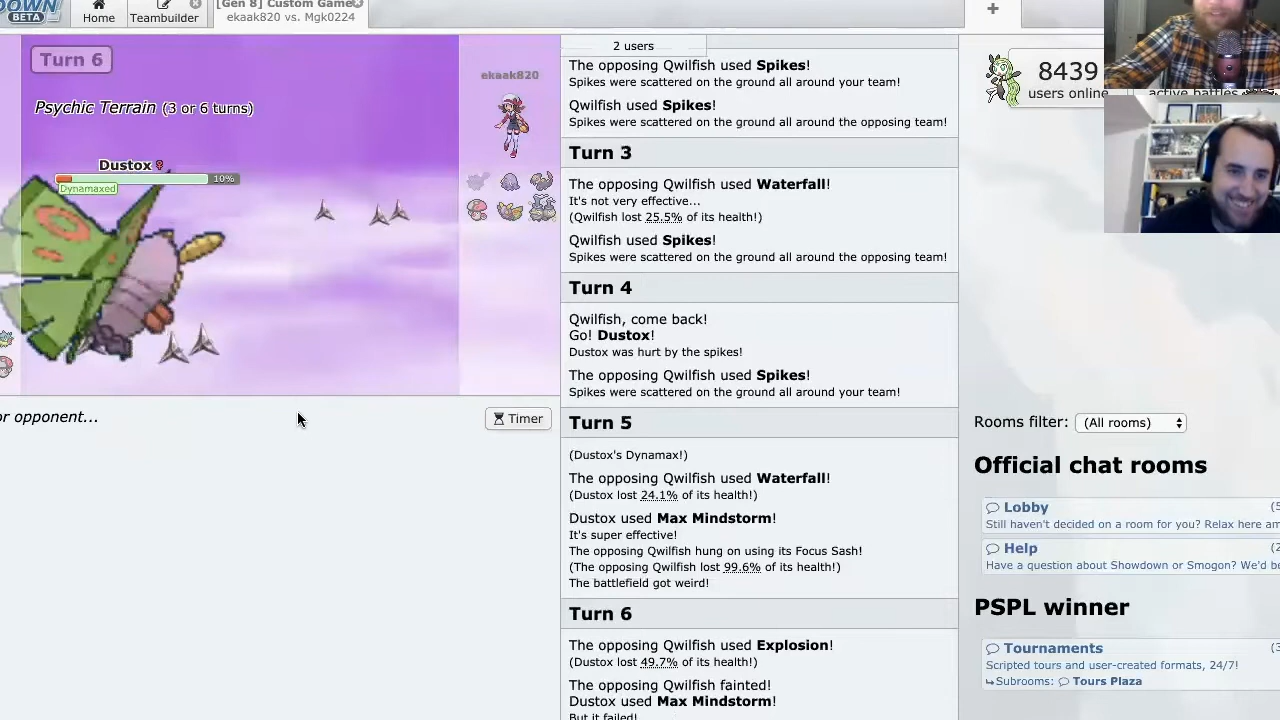 DOWN
BETA
Home
Teambuilder
[Gen 8] Custom Game
ekaak820 vs. Mgk0224
+
Turn 6
Psychic Terrain (3 or 6 turns)
Dustox
10%
Dynamaxed
ekaak820
or opponent...
Timer
2 users
The opposing Qwilfish used Spikes!
Spikes were scattered on the ground all around your team!
Qwilfish used Spikes!
Spikes were scattered on the ground all around the opposing team!
Turn 3
The opposing Qwilfish used Waterfall!
It's not very effective...
(Qwilfish lost 25.5% of its health!)
Qwilfish used Spikes!
Spikes were scattered on the ground all around the opposing team!
Turn 4
Qwilfish, come back!
Go! Dustox!
Dustox was hurt by the spikes!
The opposing Qwilfish used Spikes!
Spikes were scattered on the ground all around your team!
Turn 5
(Dustox's Dynamax!)
The opposing Qwilfish used Waterfall!
(Dustox lost 24.1% of its health!)
Dustox used Max Mindstorm!
It's super effective!
The opposing Qwilfish hung on using its Focus Sash!
(The opposing Qwilfish lost 99.6% of its health!)
The battlefield got weird!
Turn 6
The opposing Qwilfish used Explosion!
(Dustox lost 49.7% of its health!)
The opposing Qwilfish fainted!
Dustox used Max Mindstorm!
But it failed!
8439
users online
active battles
Rooms filter: (All rooms)
Official chat rooms
Lobby (5
Still haven't decided on a room for you? Relax here am
Help (2
Have a question about Showdown or Smogon? We'd be
PSPL winner
Tournaments (3
Scripted tours and user-created formats, 24/7!
Subrooms: Tours Plaza